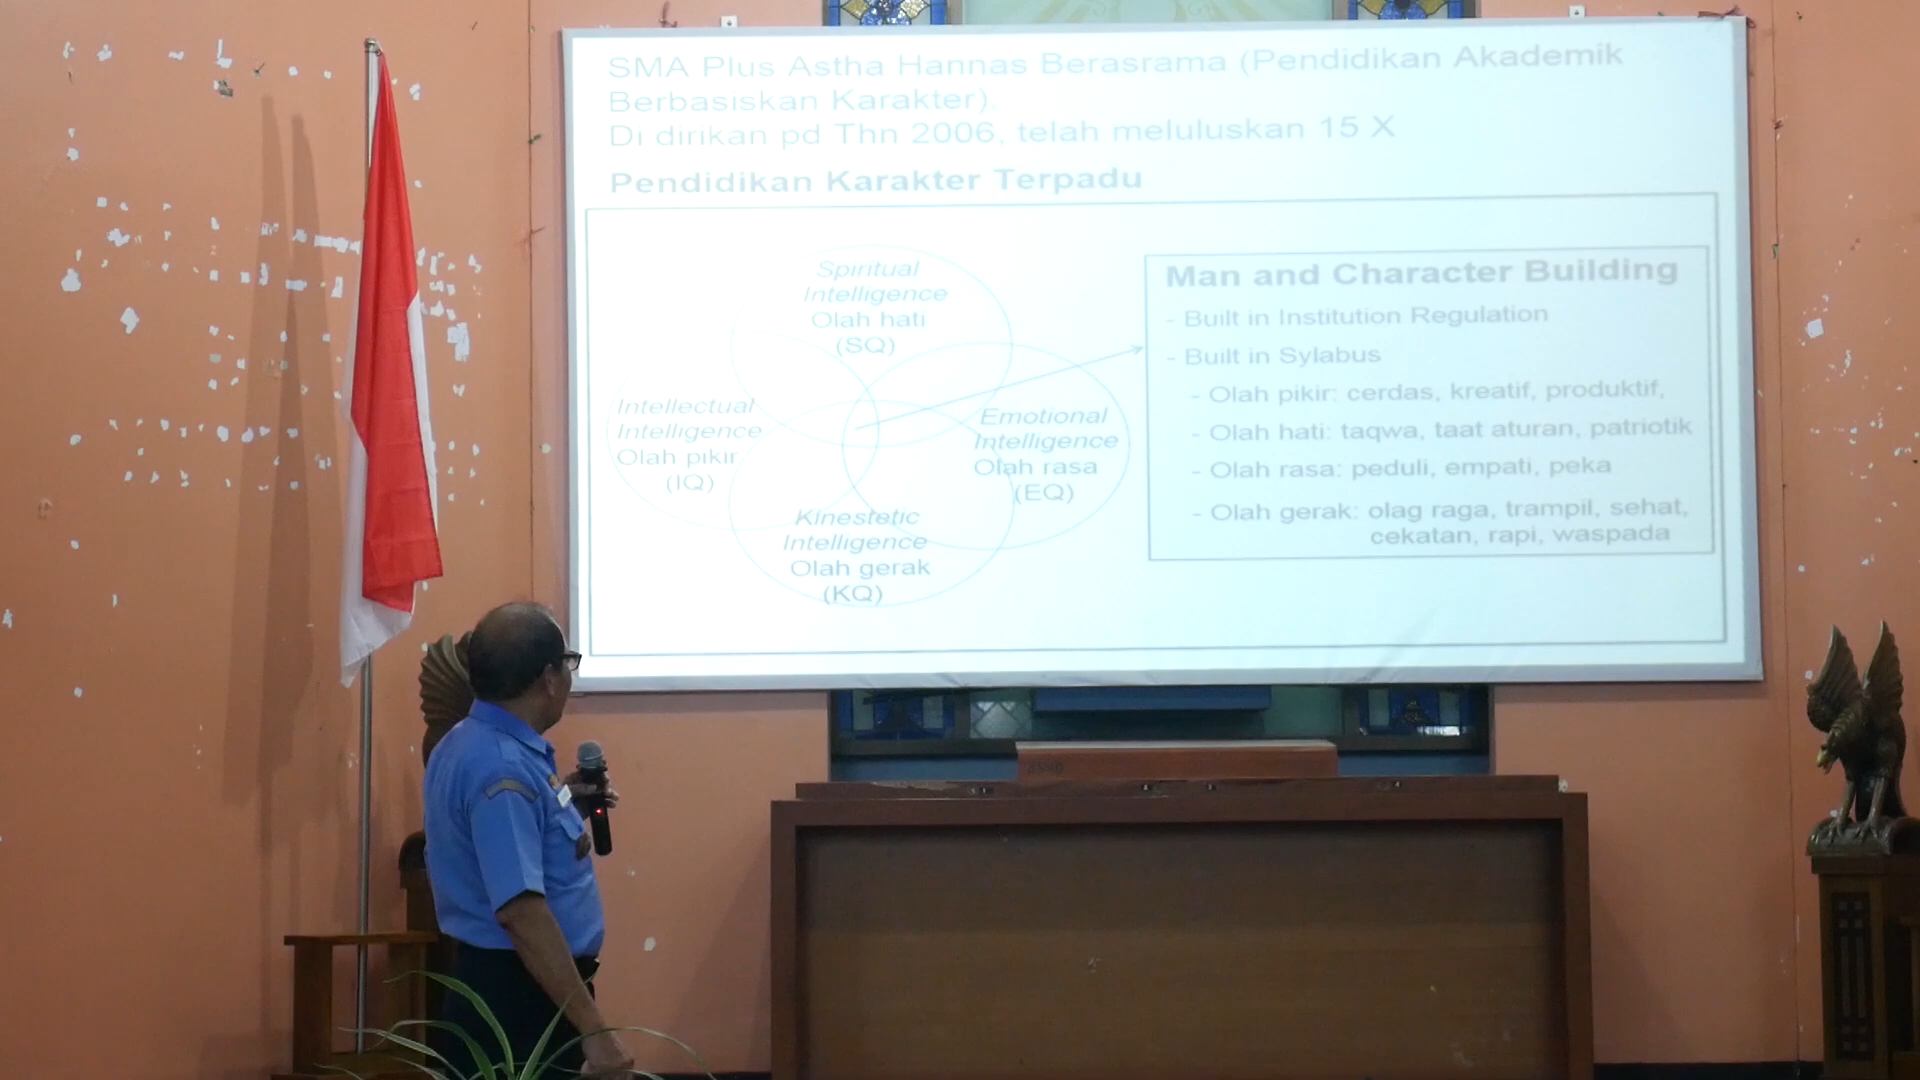 SMA Plus Astha Hannas Berasrama (Pendidikan Akademik
Berbasiskan Karakter).
Di dirikan pd Thn 2006, telah meluluskan 15 X
Pendidikan Karakter Terpadu
Spiritual
Intelligence
Olah hati
(SQ)
Intellectual
Intelligence
Olah pikir
(IQ)
Emotional
Intelligence
Olah rasa
(EQ)
Kinestetic
Intelligence
Olah gerak
(KQ)
Man and Character Building
- Built in Institution Regulation
- Built in Sylabus
- Olah pikir: cerdas, kreatif, produktif,
- Olah hati: taqwa, taat aturan, patriotik
- Olah rasa: peduli, empati, peka
- Olah gerak: olag raga, trampil, sehat,
cekatan, rapi, waspada